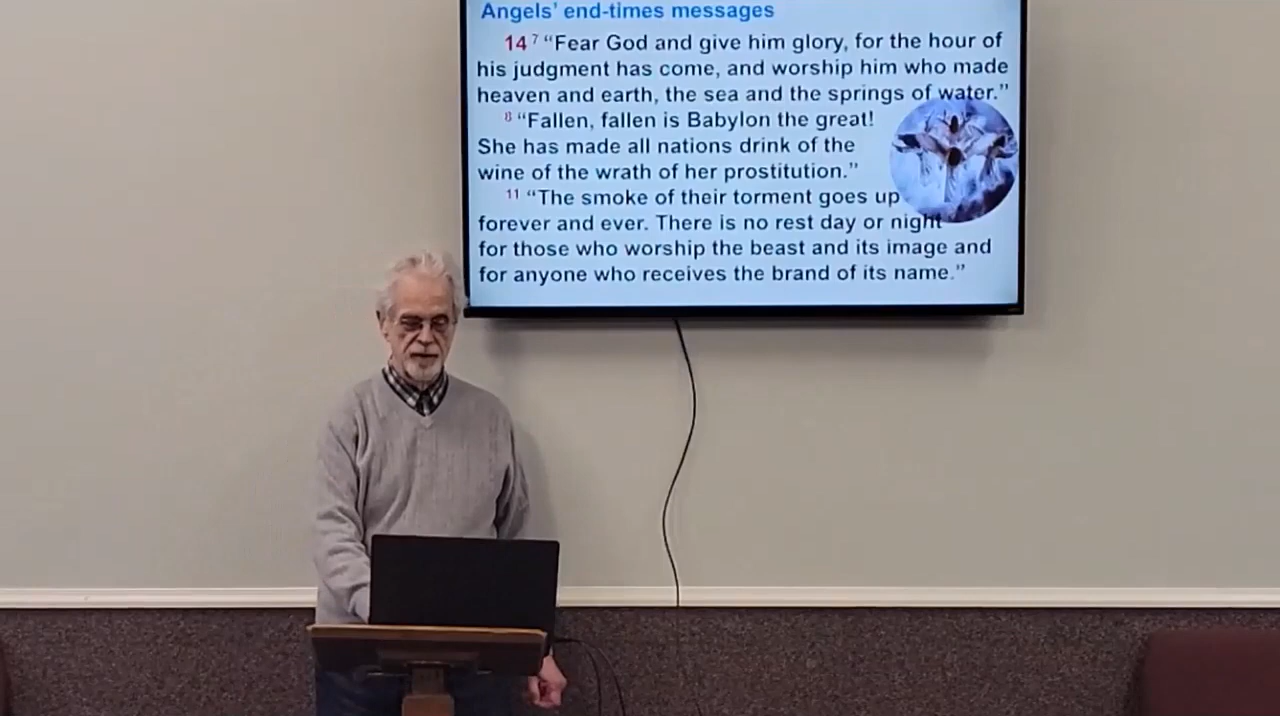 Angels’ end-times messages
14 7 “Fear God and give him glory, for the hour of
his judgment has come, and worship him who made
heaven and earth, the sea and the springs of water.”
8 “Fallen, fallen is Babylon the great!
She has made all nations drink of the
wine of the wrath of her prostitution.”
11 “The smoke of their torment goes up
forever and ever. There is no rest day or night
for those who worship the beast and its image and
for anyone who receives the brand of its name.”